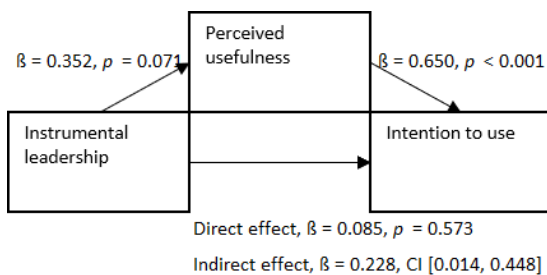 Perceived
usefulness
ß = 0.352, p = 0.071
ß = 0.650, p < 0.001
Instrumental
leadership
Intention to use
Direct effect, ß = 0.085, p = 0.573
Indirect effect, ß = 0.228, CI [0.014, 0.448]